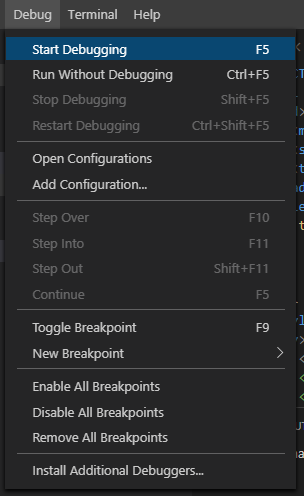 Debug Terminal Help
Start Debugging F5
Run Without Debugging Ctrl+F5
Stop Debugging Shift+F5
Restart Debugging Ctrl+Shift+F5
Open Configurations
Add Configuration...
Step Over F10
Step Into F11
Step Out Shift+F11
Continue F5
Toggle Breakpoint F9
New Breakpoint
Enable All Breakpoints
Disable All Breakpoints
Remove All Breakpoints
Install Additional Debuggers...